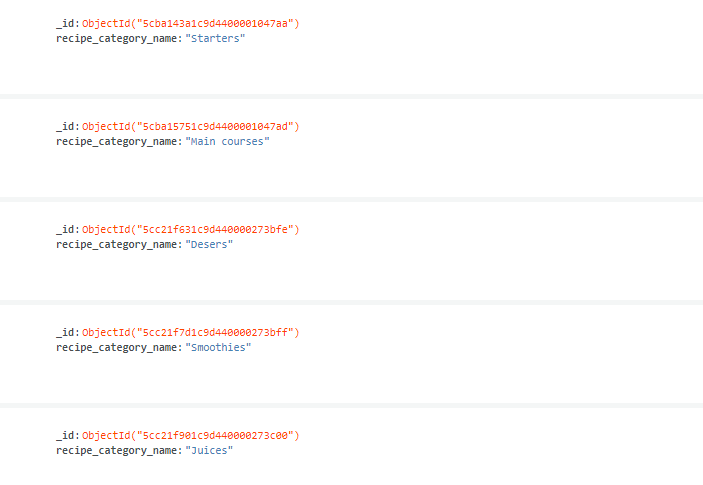 _id: ObjectId("5cba143a1c9d4400001047aa")
recipe_category_name: "Starters"
_id: ObjectId("5cba15751c9d4400001047ad")
recipe_category_name: "Main courses"
_id: ObjectId("5cc21f631c9d440000273bfe")
recipe_category_name: "Desers"
_id: ObjectId("5cc21f7d1c9d440000273bff")
recipe_category_name: "Smoothies"
_id: ObjectId("5cc21f901c9d440000273c00")
recipe_category_name: "Juices"